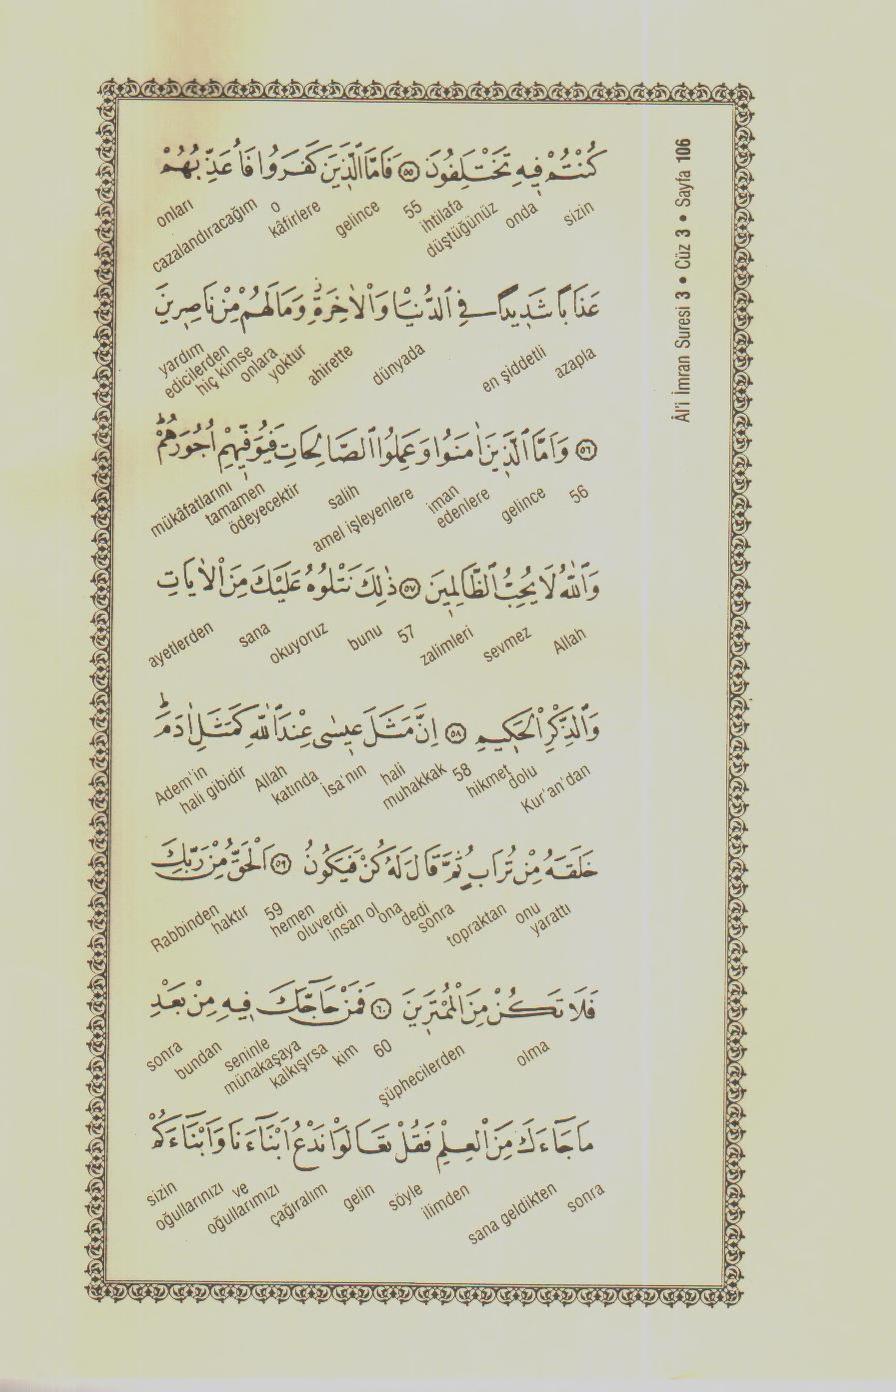 Âl'i İmran Suresi 3 • Cüz 3 • Sayfa 106
كُنْتُمْ فِيهِ تَخْتَلِفُونَ ﴿٥٥﴾ فَاَمَّا الَّذِينَ كَفَرُوا فَاُعَذِّبُهُمْ
sizin onda ihtilafa düştüğünüz 55 gelince kâfirlere o cazalandıracağım onları
عَذَابًا شَدِيدًا فِي الدُّنْيَا وَالْاٰخِرَةِۘ وَمَا لَهُمْ مِنْ نَاصِرِينَ
azapla en şiddetli dünyada ahirette yoktur onlara hiç kimse yardım edicilerden
﴿٥٦﴾ وَاَمَّا الَّذِينَ اٰمَنُوا وَعَمِلُوا الصَّالِحَاتِ فَيُوَفِّيهِمْ اُجُورَهُمْۜ
56 gelince iman edenlere amel işleyenlere salih ödeyecektir tamamen mükâfatlarını
وَاللّٰهُ لَا يُحِبُّ الظَّالِمِينَ ﴿٥٧﴾ ذٰلِكَ نَتْلُوهُ عَلَيْكَ مِنَ الْاٰيَاتِ
Allah sevmez zalimleri 57 bunu okuyoruz sana ayetlerden
وَالذِّكْرِ الْحَكِيمِ ﴿٥٨﴾ اِنَّ مَثَلَ عِيسٰى عِنْدَ اللّٰهِ كَمَثَلِ اٰدَمَۜ
Kur'an'dan hikmet dolu 58 muhakkak hali İsa'nın katında Allah hali gibidir Adem'in
خَلَقَهُ مِنْ تُرَابٍ ثُمَّ قَالَ لَهُ كُنْ فَيَكُونُ ﴿٥٩﴾ اَلْحَقُّ مِنْ رَبِّكَ
yarattı onu topraktan sonra dedi ona insan ol hemen oluverdi 59 haktır Rabbinden
فَلَا تَكُنْ مِنَ الْمُمْتَرِينَ ﴿٦٠﴾ فَمَنْ حَاجَّكَ فِيهِ مِنْ بَعْدِ
olma şüphecilerden 60 kim kalkışırsa münakaşaya seninle bundan sonra
مَا جَاءَكَ مِنَ الْعِلْمِ فَقُلْ تَعَالَوْا نَدْعُ اَبْنَاءَنَا وَاَبْنَاءَكُمْ
sonra sana geldikten ilimden söyle gelin çağıralım oğullarımızı ve oğullarınızı sizin